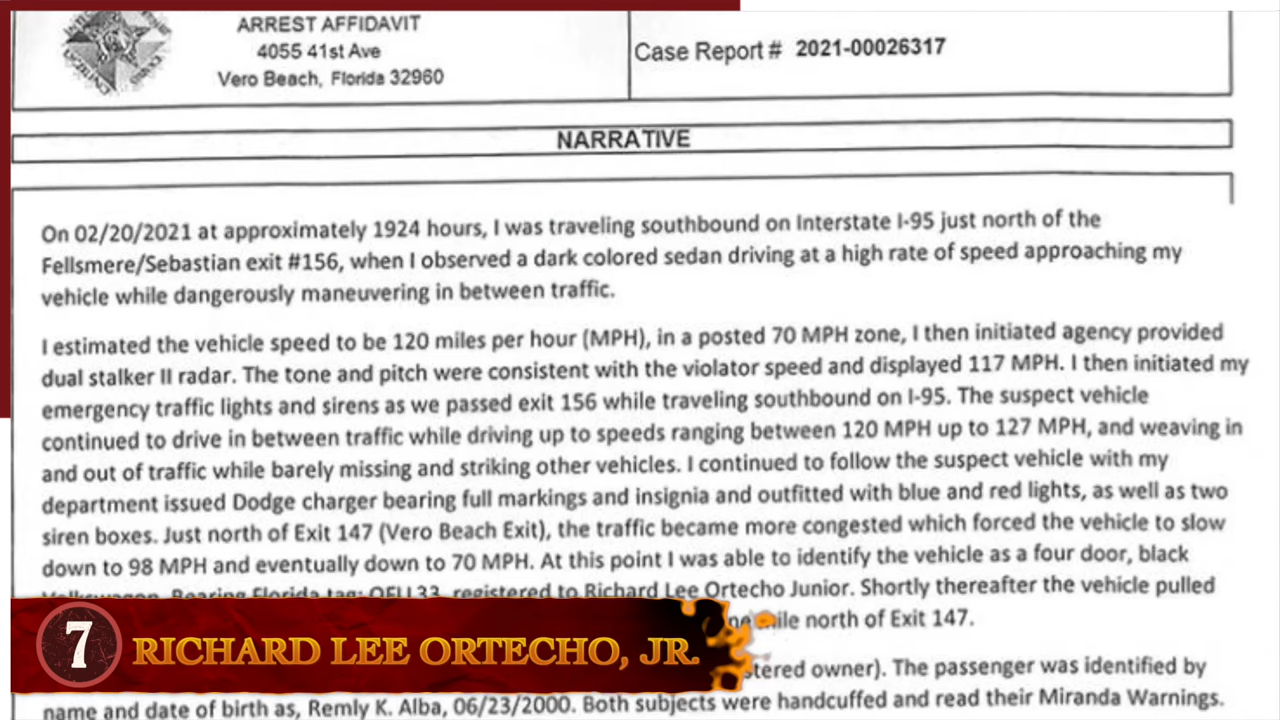 ARREST AFFIDAVIT
4055 41st Ave
Vero Beach, Florida 32960
Case Report # 2021-00026317
NARRATIVE
On 02/20/2021 at approximately 1924 hours, I was traveling southbound on Interstate I-95 just north of the
Fellsmere/Sebastian exit #156, when I observed a dark colored sedan driving at a high rate of speed approaching my
vehicle while dangerously maneuvering in between traffic.
I estimated the vehicle speed to be 120 miles per hour (MPH), in a posted 70 MPH zone, I then initiated agency provided
dual stalker II radar. The tone and pitch were consistent with the violator speed and displayed 117 MPH. I then initiated my
emergency traffic lights and sirens as we passed exit 156 while traveling southbound on I-95. The suspect vehicle
continued to drive in between traffic while driving up to speeds ranging between 120 MPH up to 127 MPH, and weaving in
and out of traffic while barely missing and striking other vehicles. I continued to follow the suspect vehicle with my
department issued Dodge charger bearing full markings and insignia and outfitted with blue and red lights, as well as two
siren boxes. Just north of Exit 147 (Vero Beach Exit), the traffic became more congested which forced the vehicle to slow
down to 98 MPH and eventually down to 70 MPH. At this point I was able to identify the vehicle as a four door, black
Volkswagon, Bearing Florida tag: registered to Richard Lee Ortecho Junior. Shortly thereafter the vehicle pulled
north of Exit 147.
owner). The passenger was identified by
name and date of birth as, Remly K. Alba, 06/23/2000. Both subjects were handcuffed and read their Miranda Warnings.
7 RICHARD LEE ORTECHO, JR.